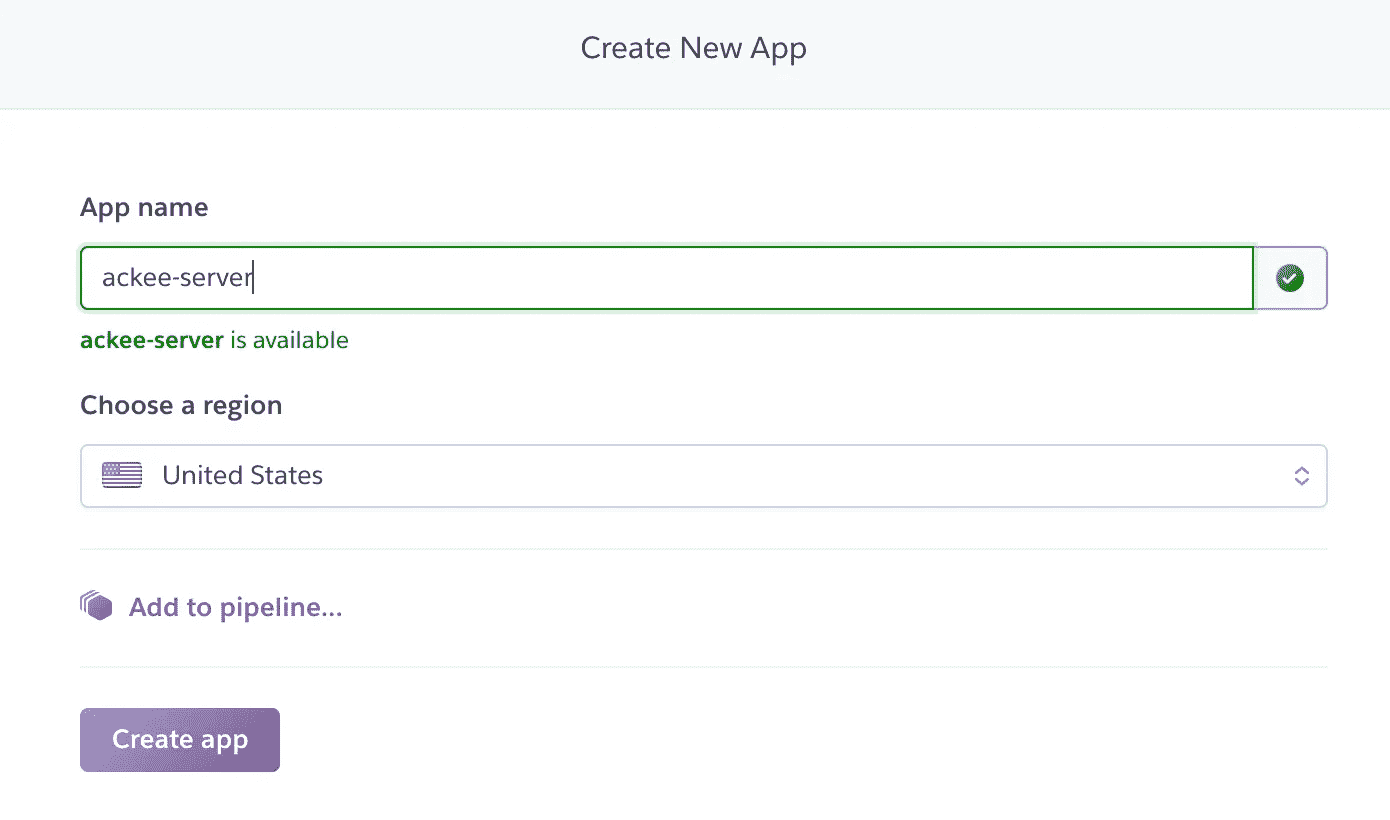 Create New App
App name
ackee-server
ackee-server is available
Choose a region
United States
Add to pipeline...
Create app